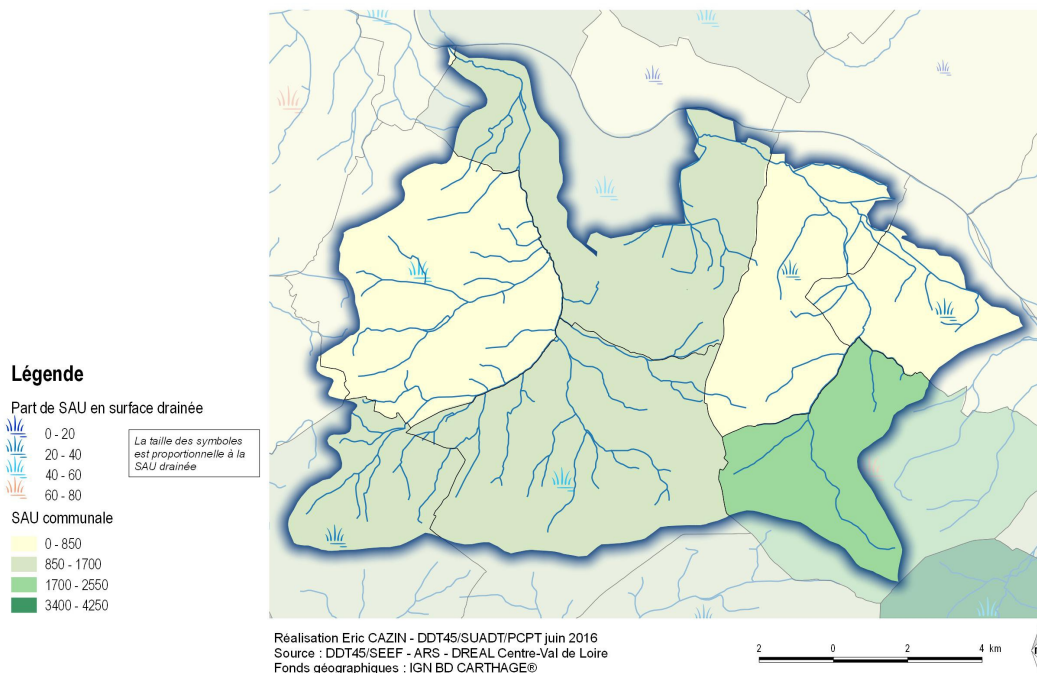 Légende
Part de SAU en surface drainée
0 - 20
20 - 40
40 - 60
60 - 80
La taille des symboles
est proportionnelle à la
SAU drainée
SAU communale
0 - 850
850 - 1700
1700 - 2550
3400 - 4250
Réalisation Eric CAZIN - DDT45/SUADT/PCPT juin 2016
Source : DDT45/SEEF - ARS - DREAL Centre-Val de Loire
Fonds géographiques : IGN BD CARTHAGE®
2 0 2 4 km